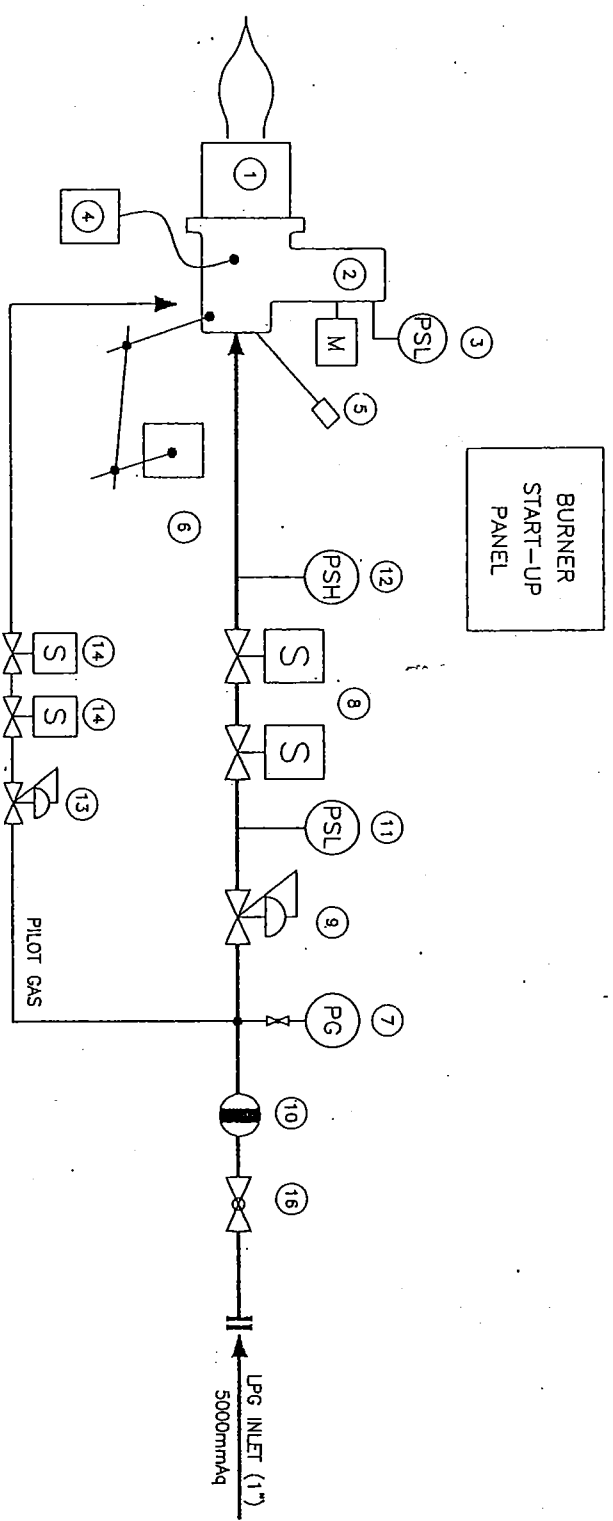 BURNER
START-UP
PANEL
1
2
3
PSL
M
4
5
6
12
PSH
S
8
S
11
PSL
9
7
PG
10
16
14
S
14
S
13
PILOT GAS
LPG INLET (1")
5000mmAq